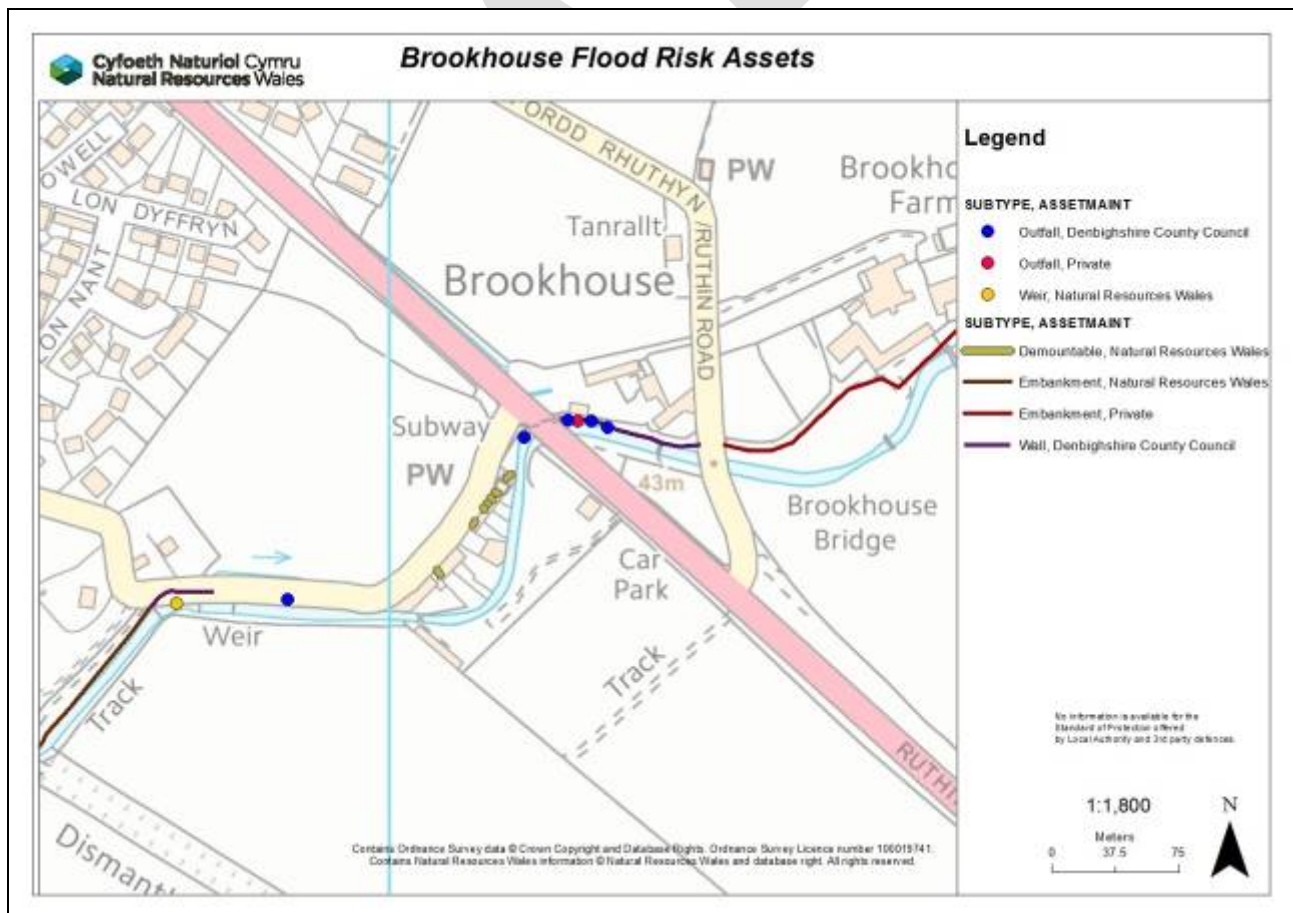 Cyfoeth Naturiol Cymru
Natural Resources Wales
Brookhouse Flood Risk Assets
OWELL
LON DYFFRYN
LON NANT
FORDD RHUTHYN /RUTHIN ROAD
PW
Tanrallt
Brookho
Farm
Brookhouse
Subway
PW
43m
Brookhouse
Bridge
Car
Park
Weir
Track
Track
RUTHI
Dismantl
Contains Ordnance Survey data © Crown Copyright and Database Rights. Ordnance Survey Licence number 100019741.
Contains Natural Resources Wales information © Natural Resources Wales and database right. All rights reserved.
Legend
SUBTYPE, ASSETMAINT
Outfall, Denbighshire County Council
Outfall, Private
Weir, Natural Resources Wales
SUBTYPE, ASSETMAINT
Demountable, Natural Resources Wales
Embankment, Natural Resources Wales
Embankment, Private
Wall, Denbighshire County Council
No information is available for the
Standard of Protection offered
by Local Authority and 3rd party defences.
1:1,800
N
Meters
0 37.5 75